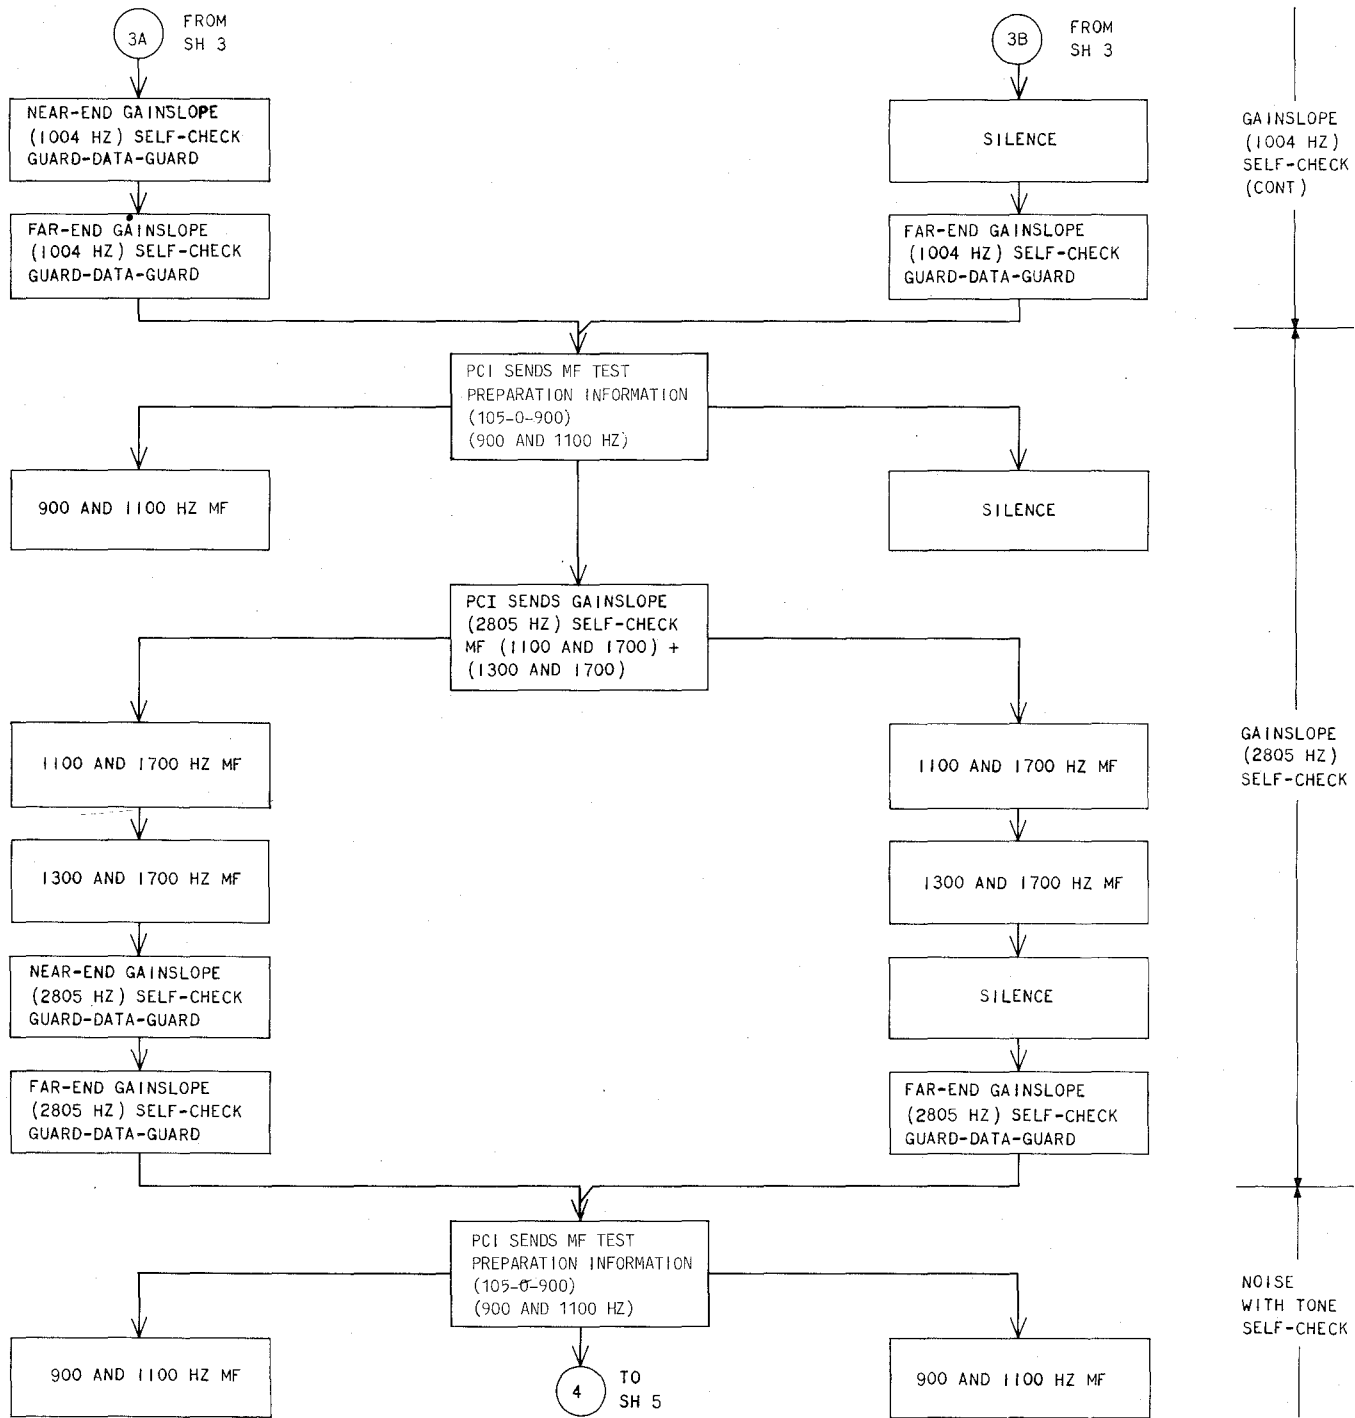 3A
FROM
SH 3
3B
FROM
SH 3
NEAR-END GAINSLOPE
(1004 HZ) SELF-CHECK
GUARD-DATA-GUARD
SILENCE
GAINSLOPE
(1004 HZ)
SELF-CHECK
(CONT)
FAR-END GAINSLOPE
(1004 HZ) SELF-CHECK
GUARD-DATA-GUARD
FAR-END GAINSLOPE
(1004 HZ) SELF-CHECK
GUARD-DATA-GUARD
PCI SENDS MF TEST
PREPARATION INFORMATION
(105-0-900)
(900 AND 1100 HZ)
900 AND 1100 HZ MF
SILENCE
PCI SENDS GAINSLOPE
(2805 HZ) SELF-CHECK
MF (1100 AND 1700) +
(1300 AND 1700)
1100 AND 1700 HZ MF
1100 AND 1700 HZ MF
GAINSLOPE
(2805 HZ)
SELF-CHECK
1300 AND 1700 HZ MF
1300 AND 1700 HZ MF
NEAR-END GAINSLOPE
(2805 HZ) SELF-CHECK
GUARD-DATA-GUARD
SILENCE
FAR-END GAINSLOPE
(2805 HZ) SELF-CHECK
GUARD-DATA-GUARD
FAR-END GAINSLOPE
(2805 HZ) SELF-CHECK
GUARD-DATA-GUARD
PCI SENDS MF TEST
PREPARATION INFORMATION
(105-0-900)
(900 AND 1100 HZ)
NOISE
WITH TONE
SELF-CHECK
900 AND 1100 HZ MF
4
TO
SH 5
900 AND 1100 HZ MF